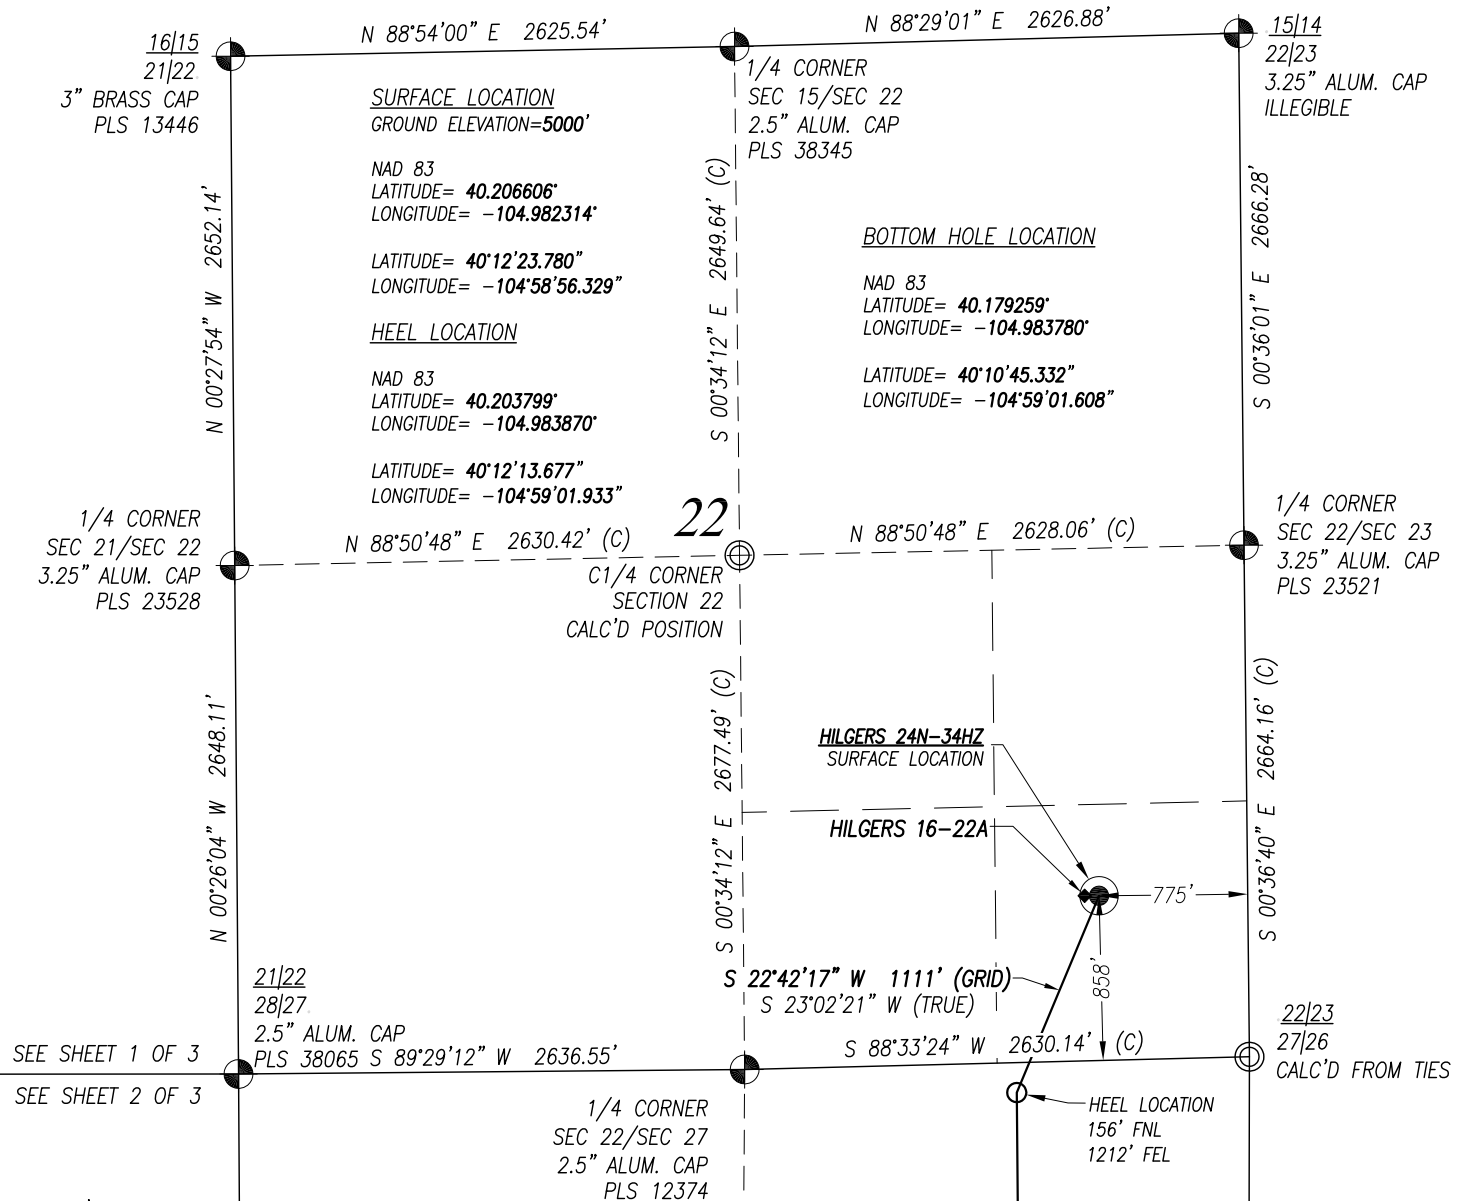 N 88°54'00" E 2625.54'
N 88°29'01" E 2626.88'
16|15
21|22
3" BRASS CAP
PLS 13446
1/4 CORNER
SEC 15/SEC 22
2.5" ALUM. CAP
PLS 38345
15|14
22|23
3.25" ALUM. CAP
ILLEGIBLE
SURFACE LOCATION
GROUND ELEVATION=5000'
NAD 83
LATITUDE= 40.206606°
LONGITUDE= -104.982314°
LATITUDE= 40°12'23.780"
LONGITUDE= -104°58'56.329"
HEEL LOCATION
NAD 83
LATITUDE= 40.203799°
LONGITUDE= -104.983870°
LATITUDE= 40°12'13.677"
LONGITUDE= -104°59'01.933"
BOTTOM HOLE LOCATION
NAD 83
LATITUDE= 40.179259°
LONGITUDE= -104.983780°
LATITUDE= 40°10'45.332"
LONGITUDE= -104°59'01.608"
N 00°27'54" W 2652.14'
S 00°34'12" E 2649.64' (C)
S 00°36'01" E 2666.28'
1/4 CORNER
SEC 21/SEC 22
3.25" ALUM. CAP
PLS 23528
N 88°50'48" E 2630.42' (C)
22
N 88°50'48" E 2628.06' (C)
C1/4 CORNER
SECTION 22
CALC'D POSITION
1/4 CORNER
SEC 22/SEC 23
3.25" ALUM. CAP
PLS 23521
N 00°26'04" W 2648.11'
S 00°34'12" E 2677.49' (C)
S 00°36'40" E 2664.16' (C)
HILGERS 24N-34HZ
SURFACE LOCATION
HILGERS 16-22A
775'
858'
S 22°42'17" W 1111' (GRID)
S 23°02'21" W (TRUE)
21|22
28|27
2.5" ALUM. CAP
PLS 38065
S 89°29'12" W 2636.55'
S 88°33'24" W 2630.14' (C)
22|23
27|26
CALC'D FROM TIES
SEE SHEET 1 OF 3
SEE SHEET 2 OF 3
1/4 CORNER
SEC 22/SEC 27
2.5" ALUM. CAP
PLS 12374
HEEL LOCATION
156' FNL
1212' FEL